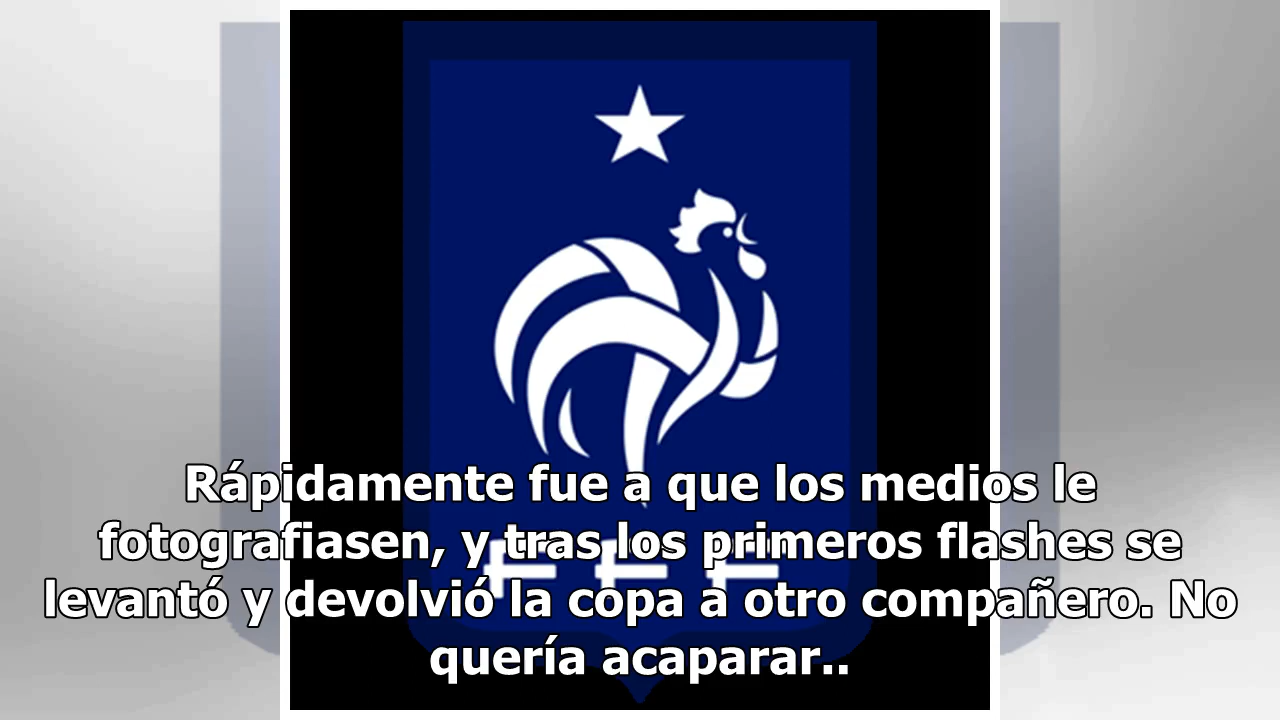 Rápidamente fue a que los medios le
fotografiasen, y tras los primeros flashes se
levantó y devolvió la copa a otro compañero. No
quería acaparar..
FFF